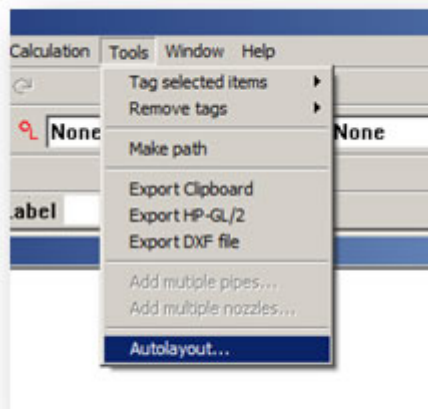 Calculation Tools Window Help
Tag selected items
Remove tags
None None
Make path
Export Clipboard
abel
Export HP-GL/2
Export DXF file
Add mutiple pipes...
Add multiple nozzles...
Autolayout...